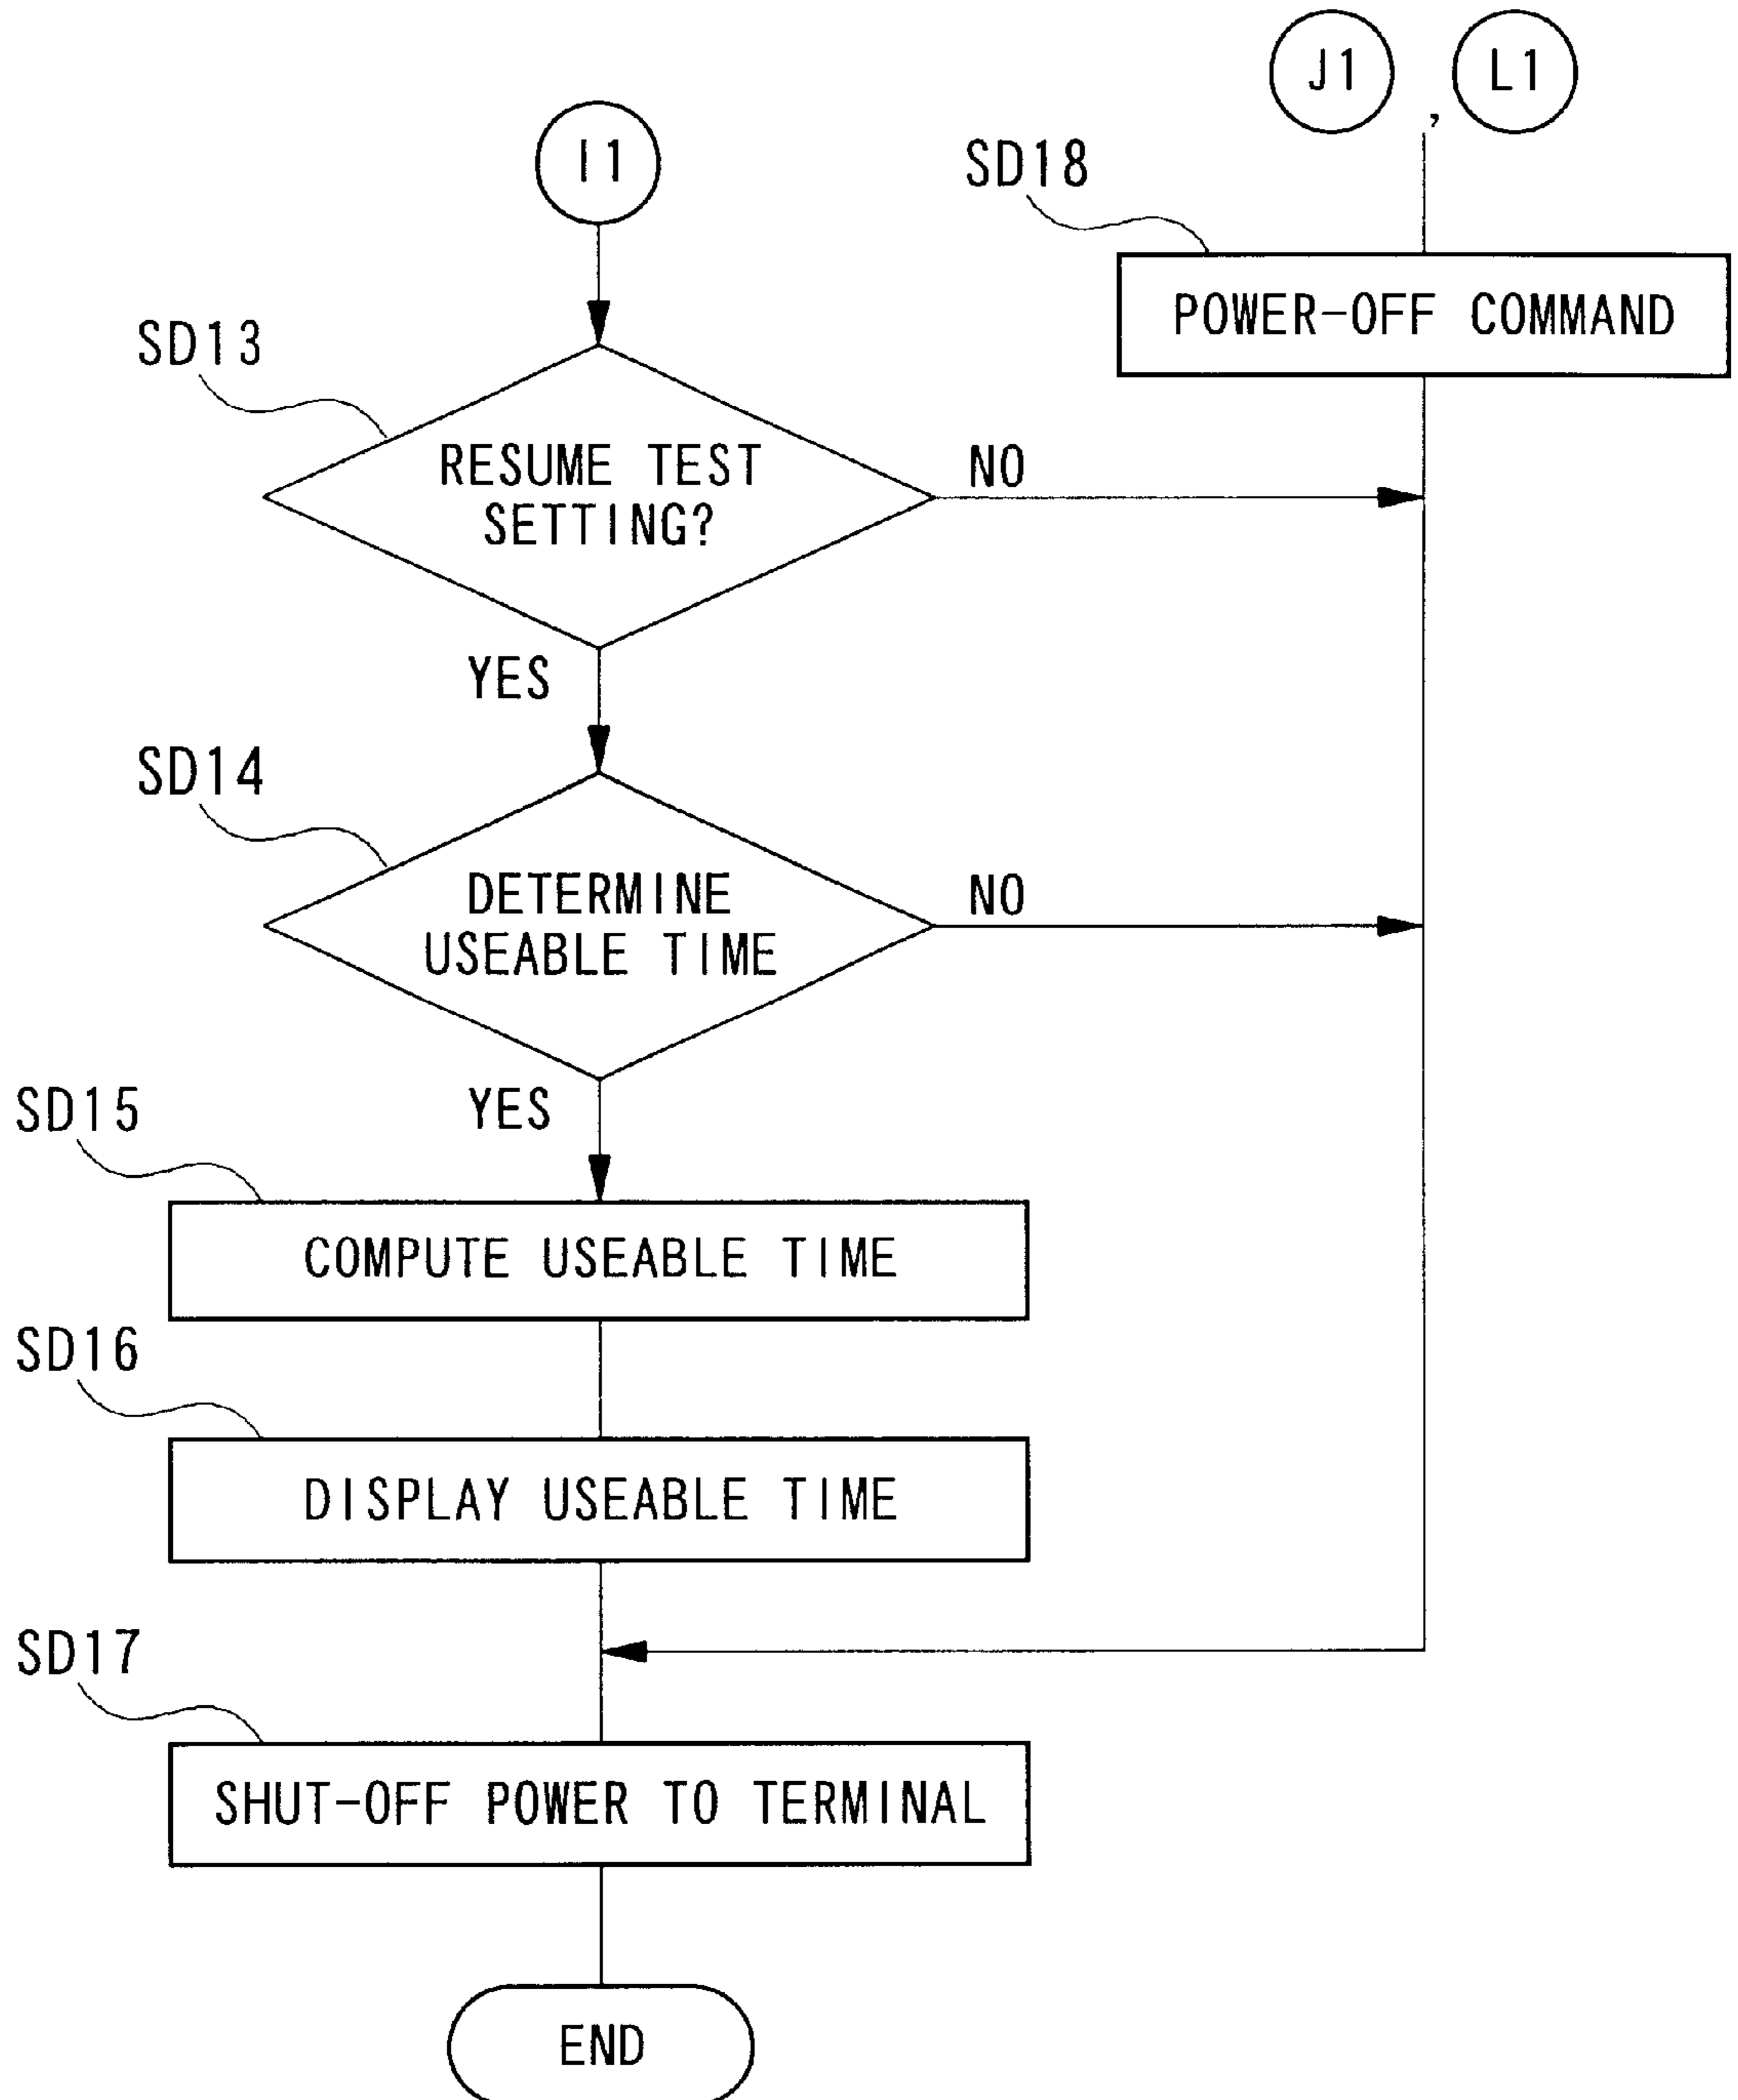 J1 , L1
I1
SD18
POWER-OFF COMMAND
SD13
RESUME TEST
SETTING?
NO
YES
SD14
DETERMINE
USEABLE TIME
NO
YES
SD15
COMPUTE USEABLE TIME
SD16
DISPLAY USEABLE TIME
SD17
SHUT-OFF POWER TO TERMINAL
END